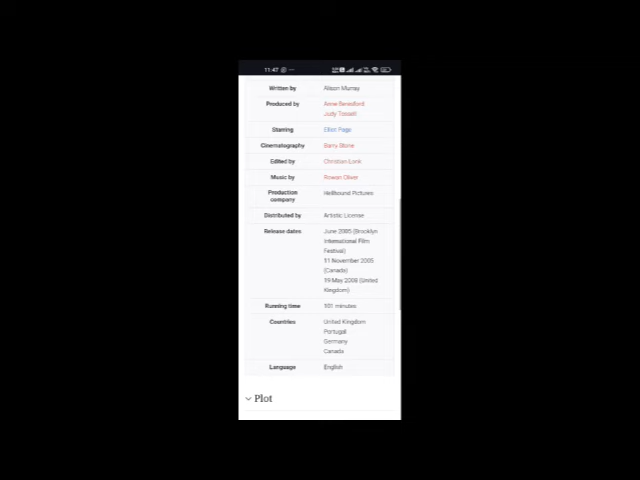 11:47
Written by Alison Murray
Produced by Anne Beresford
Judy Tossell
Starring Elliot Page
Cinematography Barry Stone
Edited by Christian Lonk
Music by Rowan Oliver
Production company Hellhound Pictures
Distributed by Artistic License
Release dates June 2005 (Brooklyn
International Film
Festival)
11 November 2005
(Canada)
19 May 2006 (United
Kingdom)
Running time 101 minutes
Countries United Kingdom
Portugal
Germany
Canada
Language English
Plot